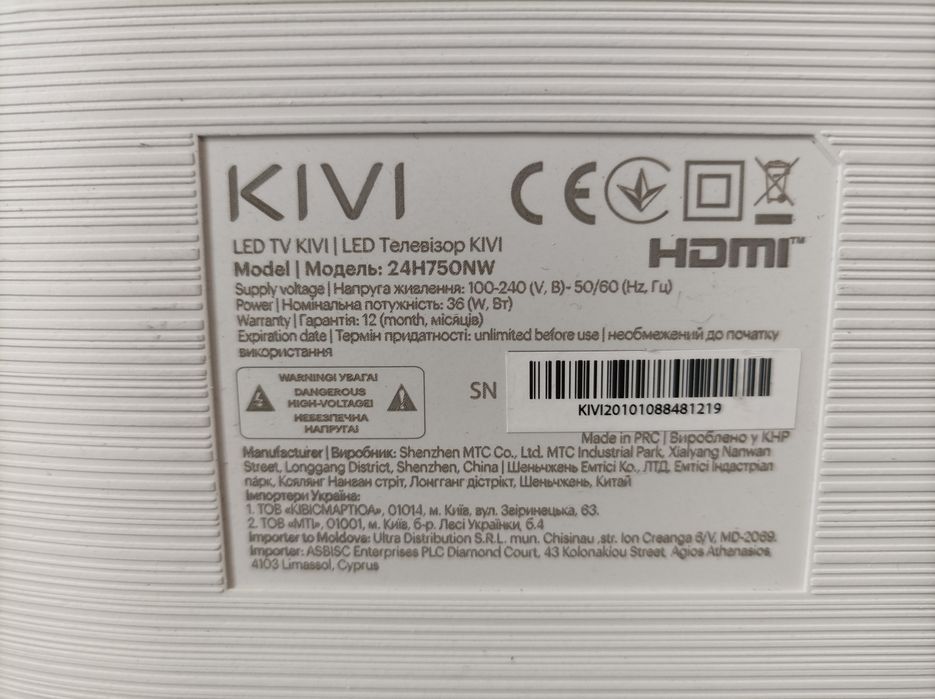 KIVI
CE
HDMI™
LED TV KIVI | LED Телевізор KIVI
Model | Модель: 24H750NW
Supply voltage | Напруга живлення: 100-240 (V, В)- 50/60 (Hz, Гц)
Power | Номінальна потужність: 36 (W, Вт)
Warranty | Гарантія: 12 (month, місяців)
Expiration date | Термін придатності: unlimited before use | необмежений до початку
використання
WARNING! УВАГА!
DANGEROUS
HIGH-VOLTAGE!
НЕБЕЗПЕЧНА
НАПРУГА!
SN
KIVI20101088481219
Made in PRC | Вироблено у КНР
Manufacturer | Виробник: Shenzhen MTC Co., Ltd. MTC Industrial Park, Xialyang Nanwan
Street, Longgang District, Shenzhen, China | Шеньчжень Емтісі Ко., ЛТД. Емтісі Індастріал
парк, Коялянг Нанван стріт, Лонгганг дістрікт, Шеньчжень, Китай
Імпортери Україна:
1. ТОВ «КІВІСМАРТЮА», 01014, м. Київ, вул. Звіринецька, 63.
2. ТОВ «МТІ», 01001, м. Київ, б-р. Лесі Українки, б.4
Importer to Moldova: Ultra Distribution S.R.L. mun. Chisinau ,str. Ion Creanga 6/V, MD-2069.
Importer: ASBISC Enterprises PLC Diamond Court, 43 Kolonakiou Street, Agios Athanasios,
4103 Limassol, Cyprus